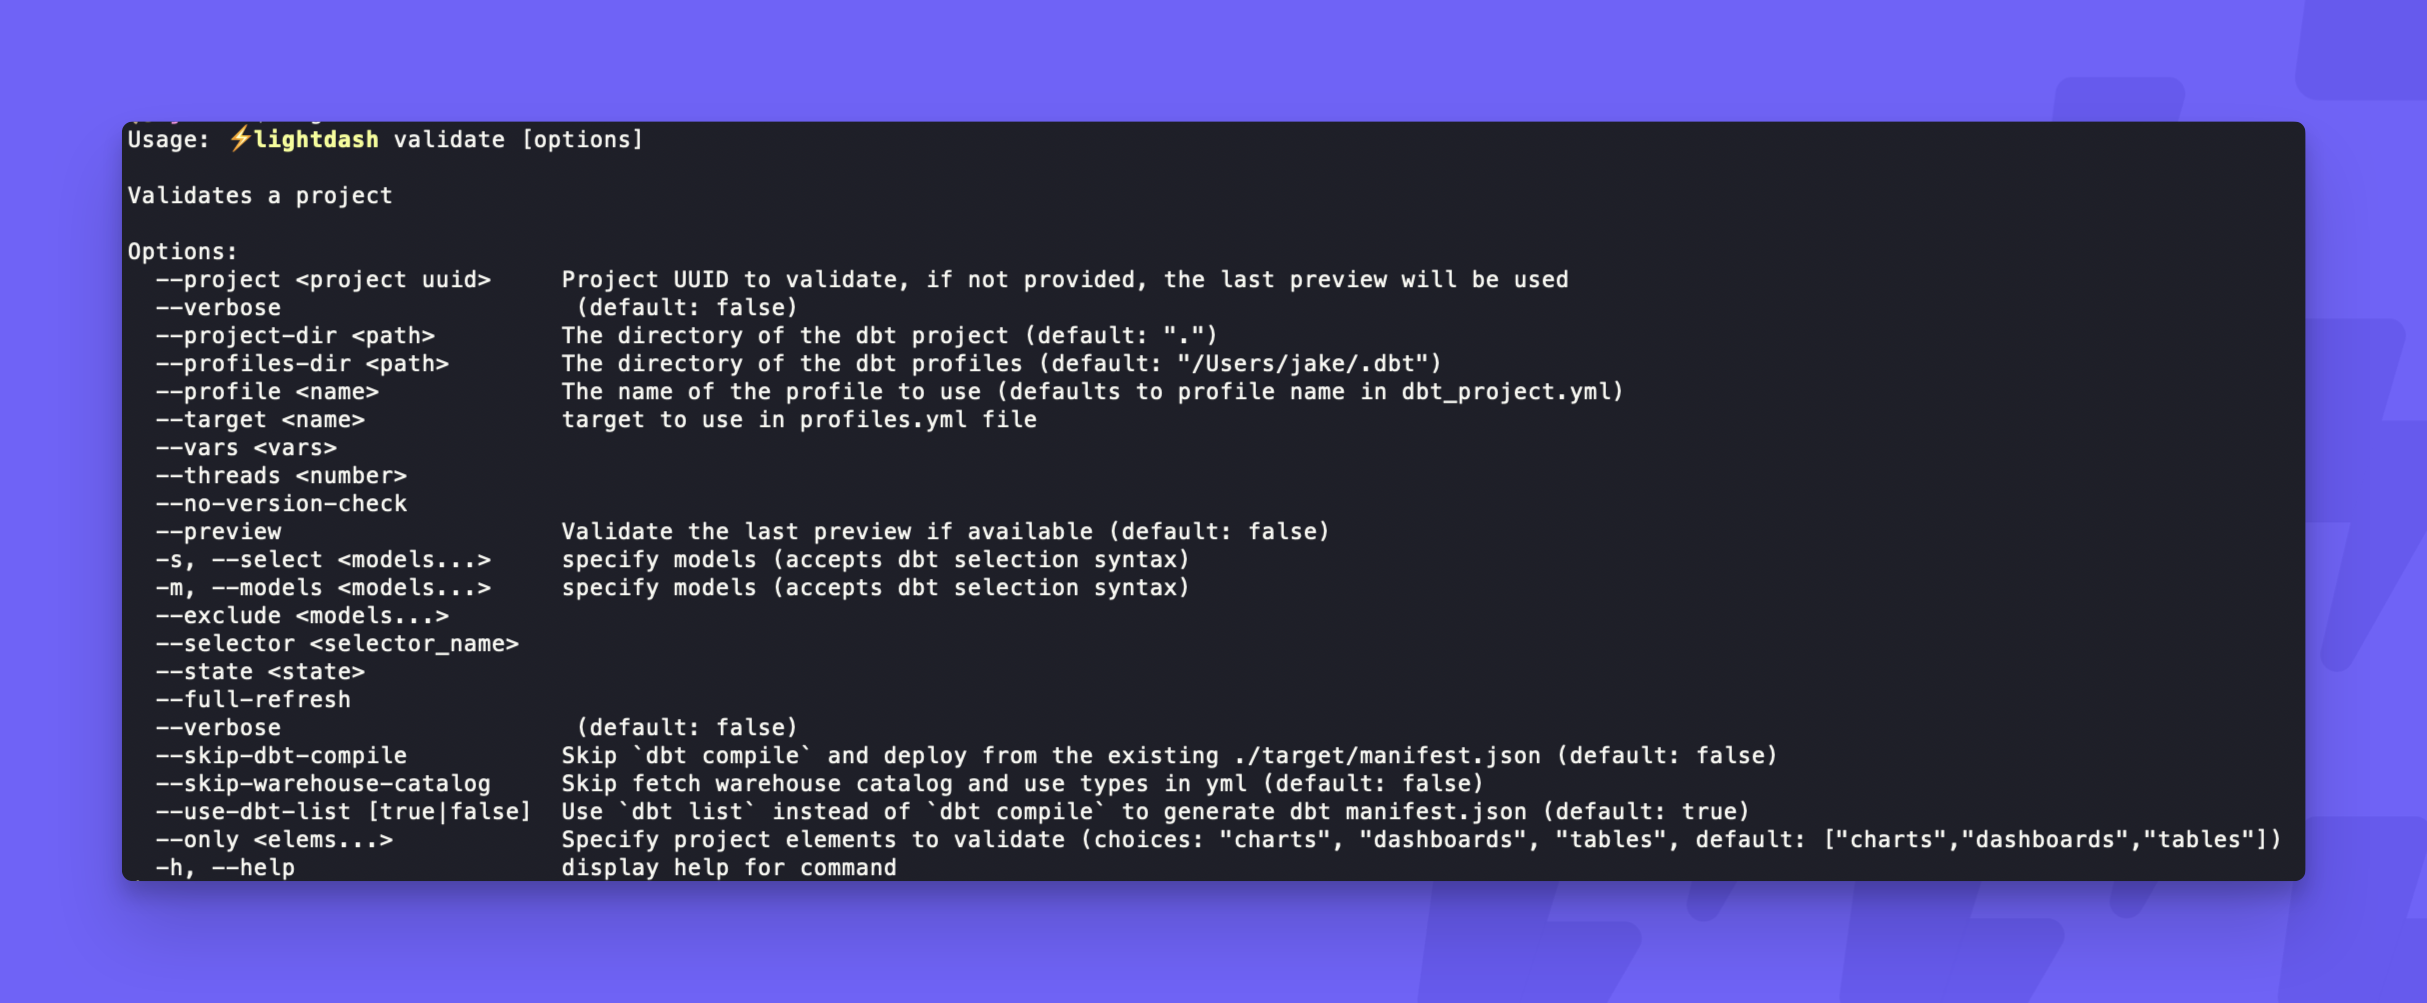 Usage: ⚡lightdash validate [options]
Validates a project
Options:
--project <project uuid> Project UUID to validate, if not provided, the last preview will be used
--verbose (default: false)
--project-dir <path> The directory of the dbt project (default: ".")
--profiles-dir <path> The directory of the dbt profiles (default: "/Users/jake/.dbt")
--profile <name> The name of the profile to use (defaults to profile name in dbt_project.yml)
--target <name> target to use in profiles.yml file
--vars <vars>
--threads <number>
--no-version-check
--preview Validate the last preview if available (default: false)
-s, --select <models...> specify models (accepts dbt selection syntax)
-m, --models <models...> specify models (accepts dbt selection syntax)
--exclude <models...>
--selector <selector_name>
--state <state>
--full-refresh
--verbose (default: false)
--skip-dbt-compile Skip `dbt compile` and deploy from the existing ./target/manifest.json (default: false)
--skip-warehouse-catalog Skip fetch warehouse catalog and use types in yml (default: false)
--use-dbt-list [true|false] Use `dbt list` instead of `dbt compile` to generate dbt manifest.json (default: true)
--only <elems...> Specify project elements to validate (choices: "charts", "dashboards", "tables", default: ["charts","dashboards","tables"])
-h, --help display help for command